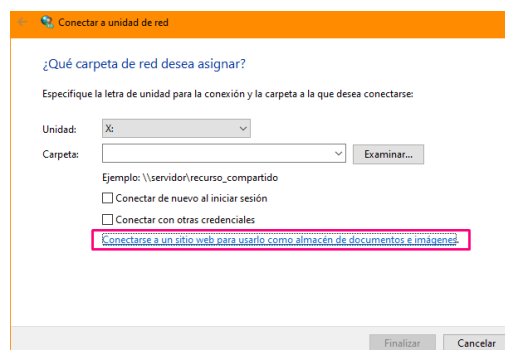 Conectar a unidad de red
¿Qué carpeta de red desea asignar?
Especifique la letra de unidad para la conexión y la carpeta a la que desea conectarse:
Unidad: X:
Carpeta: Examinar...
Ejemplo: \\servidor\recurso_compartido
Conectar de nuevo al iniciar sesión
Conectar con otras credenciales
Conectarse a un sitio web para usarlo como almacén de documentos e imágenes.
Finalizar Cancelar